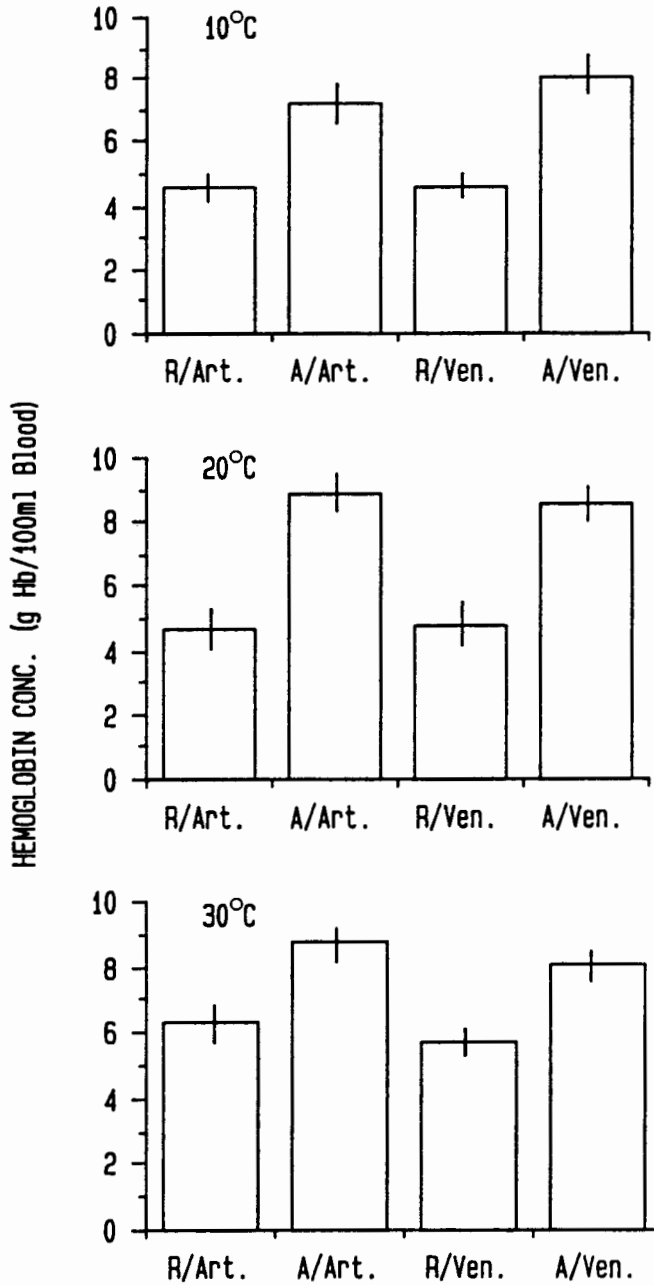 HEMOGLOBIN CONC. (g Hb/100ml Blood)
10°C
10
8
6
4
2
0
R/Art. A/Art. R/Ven. A/Ven.
20°C
10
8
6
4
2
0
R/Art. A/Art. R/Ven. A/Ven.
30°C
10
8
6
4
2
0
R/Art. A/Art. R/Ven. A/Ven.